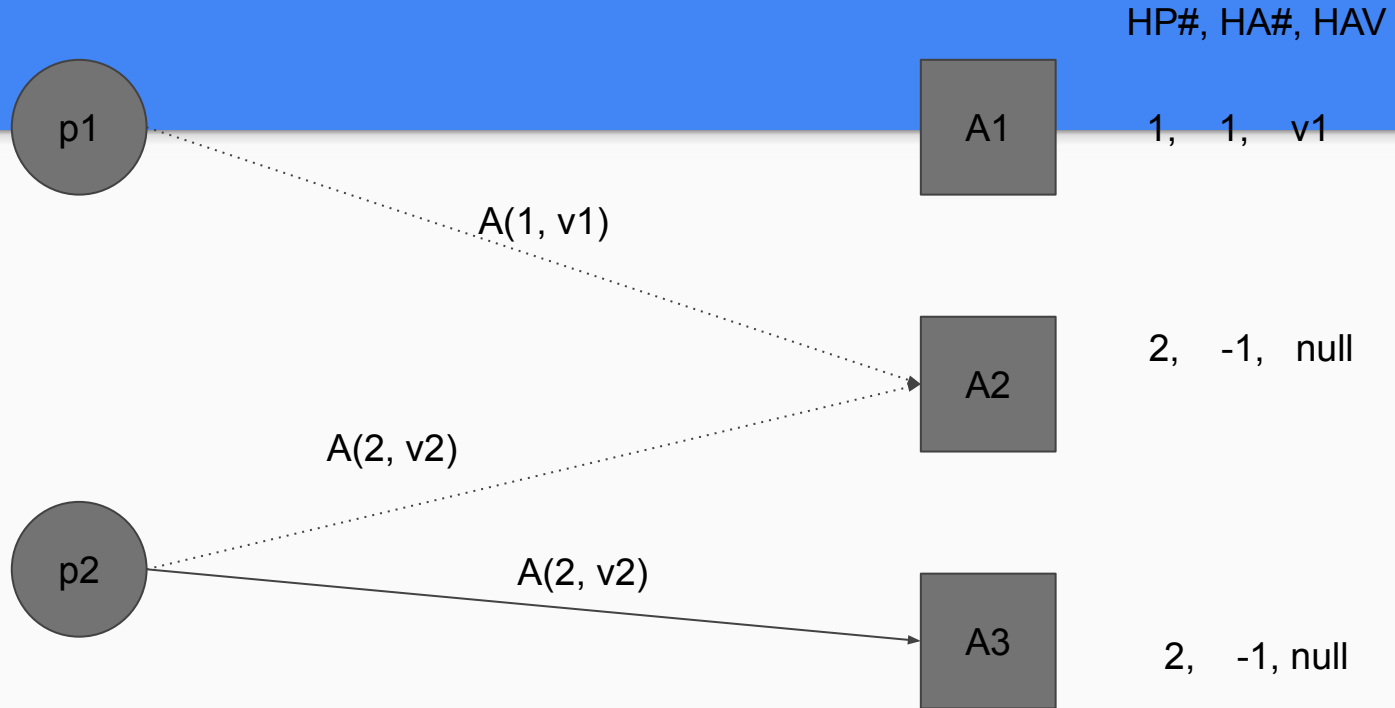 HP#, HA#, HAV
p1
A1
1, 1, v1
A(1, v1)
2, -1, null
A2
A(2, v2)
p2
A(2, v2)
A3
2, -1, null